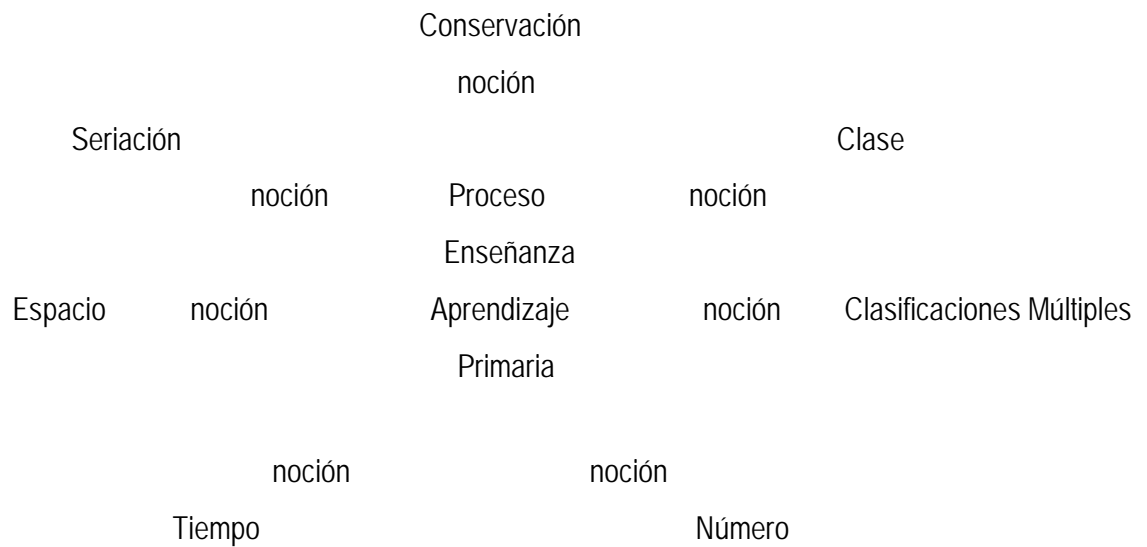 Conservación
noción
Seriación Clase
noción Proceso noción
Enseñanza
Espacio noción Aprendizaje noción Clasificaciones Múltiples
Primaria
noción noción
Tiempo Número